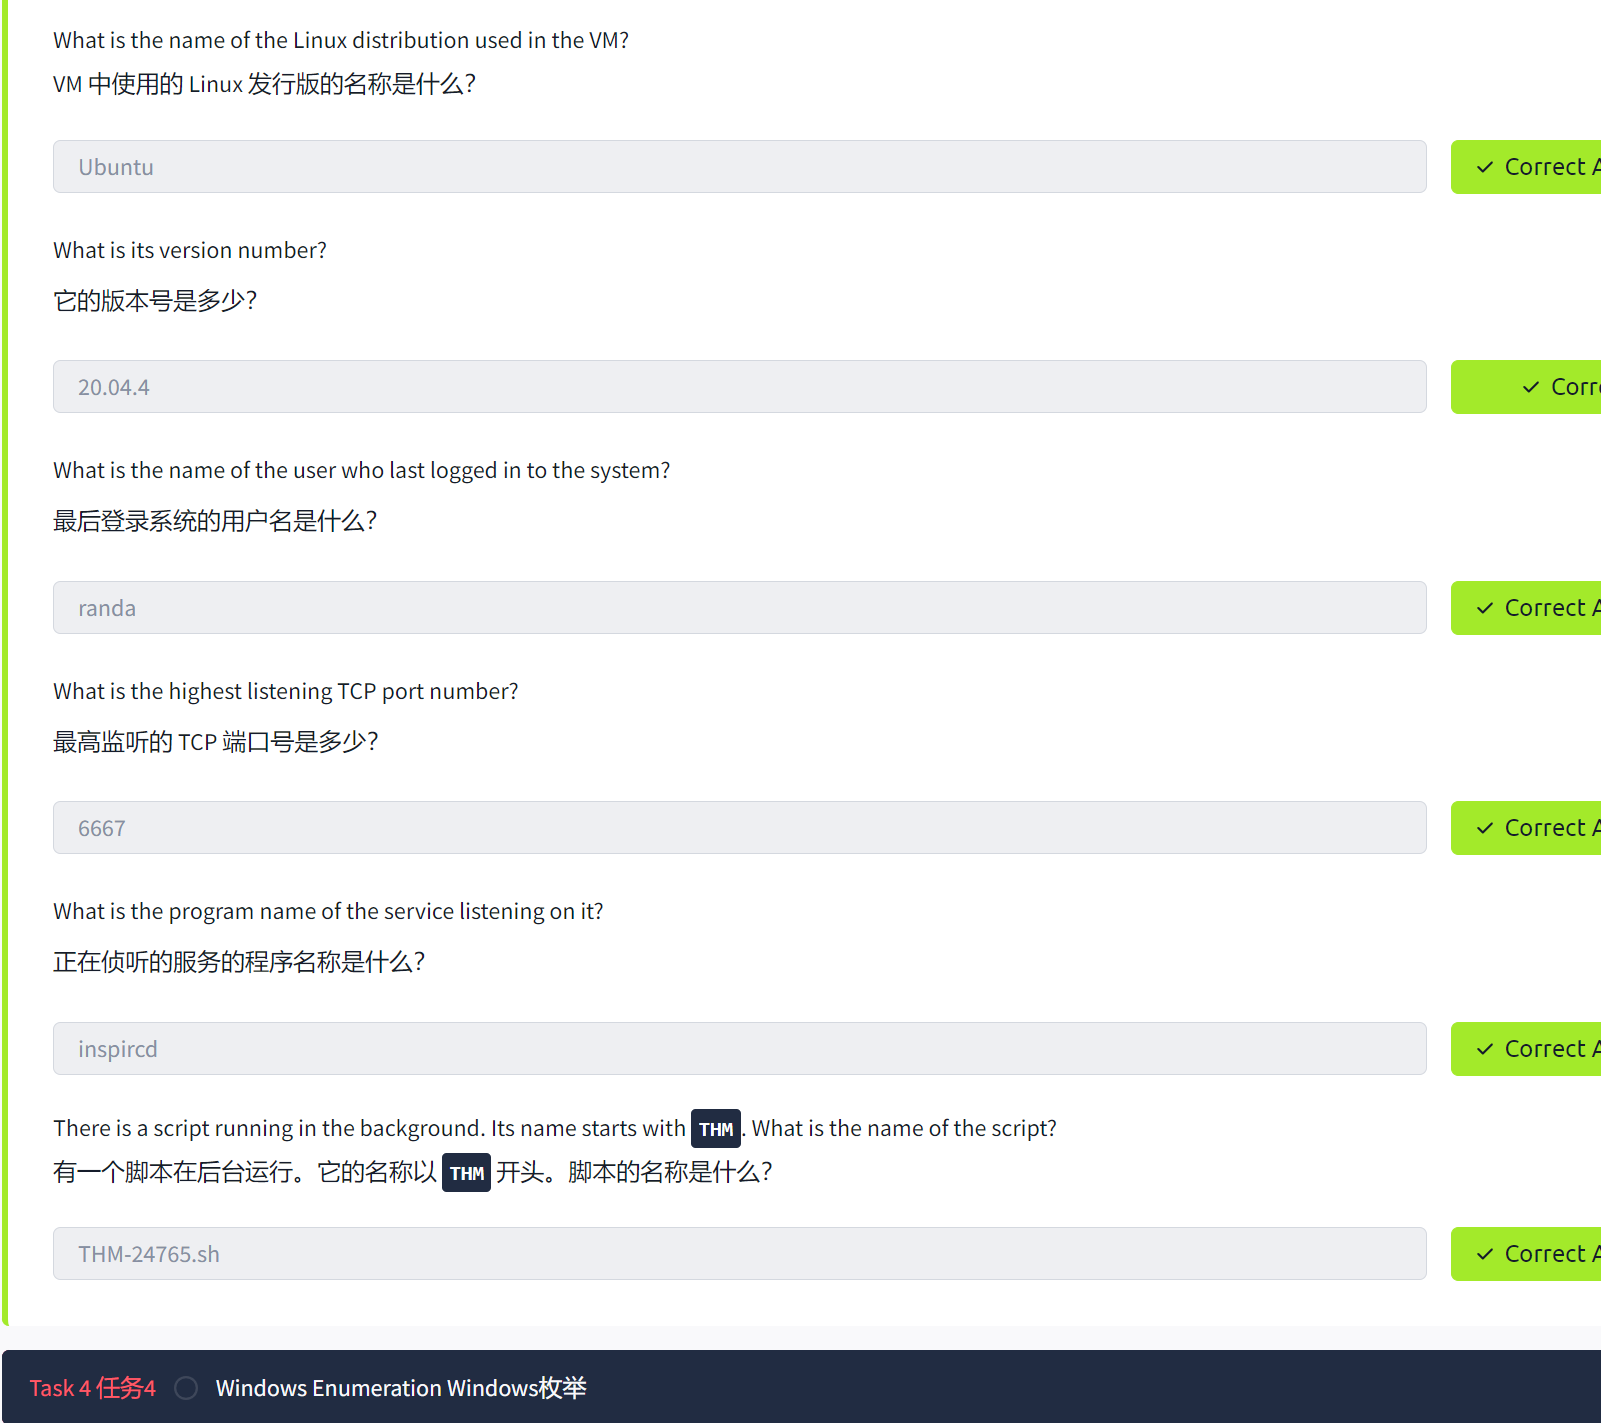 What is the name of the Linux distribution used in the VM?
VM 中使用的 Linux 发行版的名称是什么？
Ubuntu
✓ Correct A
What is its version number?
它的版本号是多少？
20.04.4
✓ Corre
What is the name of the user who last logged in to the system?
最后登录系统的用户名是什么？
randa
✓ Correct A
What is the highest listening TCP port number?
最高监听的 TCP 端口号是多少？
6667
✓ Correct A
What is the program name of the service listening on it?
正在侦听的服务的程序名称是什么？
inspircd
✓ Correct A
There is a script running in the background. Its name starts with THM. What is the name of the script?
有一个脚本在后台运行。它的名称以 THM 开头。脚本的名称是什么？
THM-24765.sh
✓ Correct A
Task 4 任务4 Windows Enumeration Windows枚举